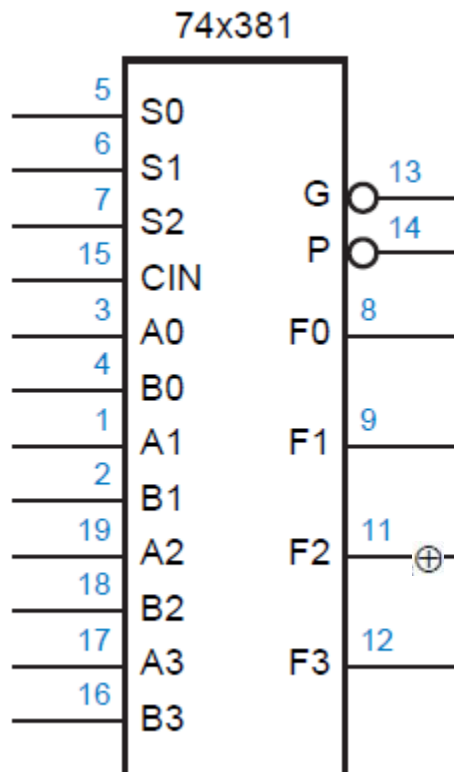 74x381
5 S0
6 S1
G 13
7 S2
P 14
15 CIN
3 A0 F0 8
4 B0
1 A1 F1 9
2 B1
19 A2 F2 11 ⊕
18 B2
17 A3 F3 12
16 B3